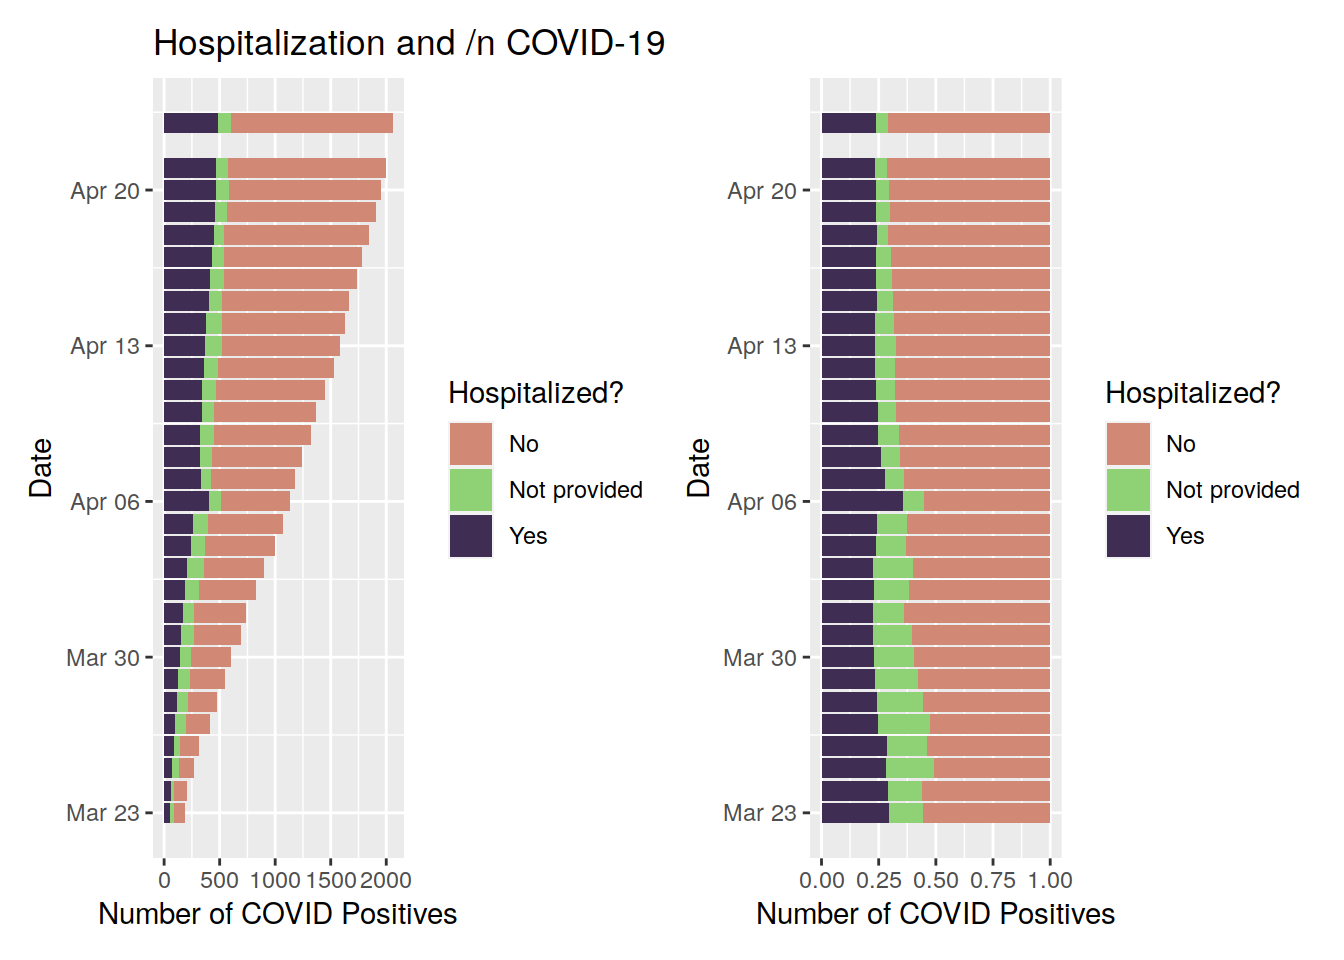 Hospitalization and /n COVID-19
Apr 20
Apr 13
Apr 06
Mar 30
Mar 23
Date
0 500 1000 1500 2000
Number of COVID Positives
Hospitalized?
No
Not provided
Yes
Apr 20
Apr 13
Apr 06
Mar 30
Mar 23
Date
0.00 0.25 0.50 0.75 1.00
Number of COVID Positives
Hospitalized?
No
Not provided
Yes